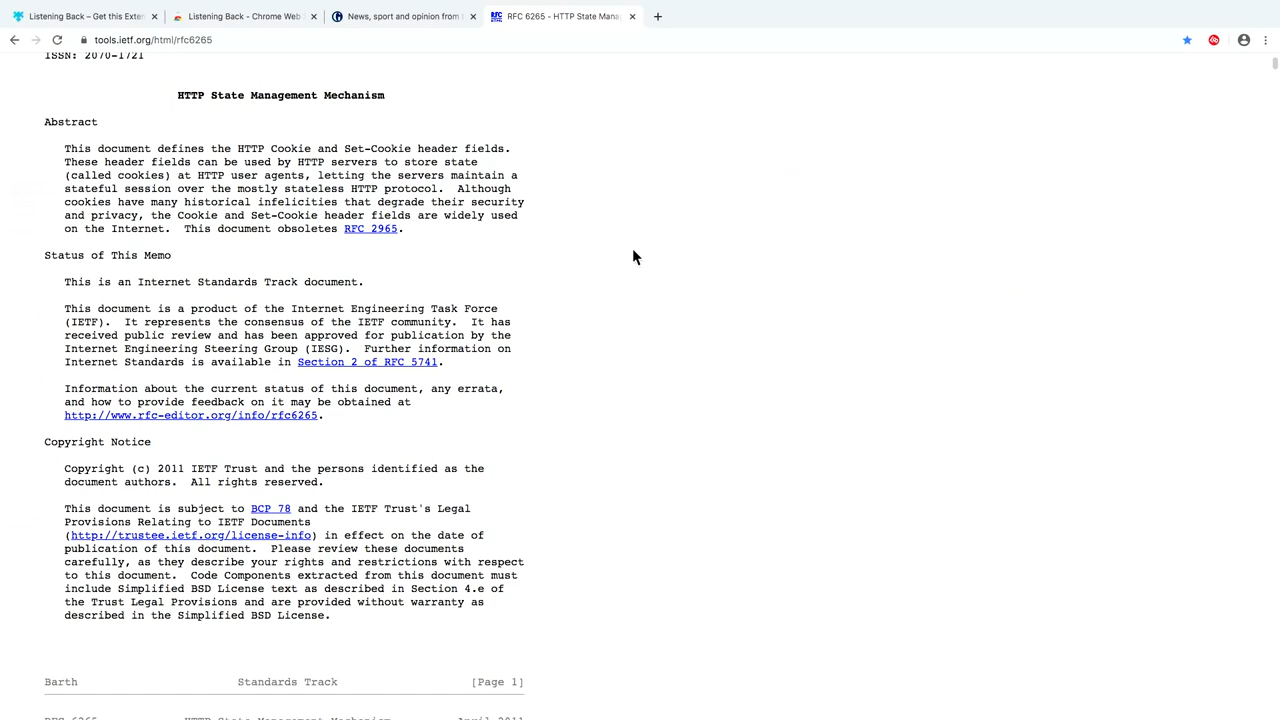 Listening Back – Get this Exten
Listening Back - Chrome Web
News, sport and opinion from
RFC 6265 - HTTP State Mana
tools.ietf.org/html/rfc6265
ISSN: 2070-1721
HTTP State Management Mechanism
Abstract
This document defines the HTTP Cookie and Set-Cookie header fields.
These header fields can be used by HTTP servers to store state
(called cookies) at HTTP user agents, letting the servers maintain a
stateful session over the mostly stateless HTTP protocol.  Although
cookies have many historical infelicities that degrade their security
and privacy, the Cookie and Set-Cookie header fields are widely used
on the Internet.  This document obsoletes RFC 2965.
Status of This Memo
This is an Internet Standards Track document.
This document is a product of the Internet Engineering Task Force
(IETF).  It represents the consensus of the IETF community.  It has
received public review and has been approved for publication by the
Internet Engineering Steering Group (IESG).  Further information on
Internet Standards is available in Section 2 of RFC 5741.
Information about the current status of this document, any errata,
and how to provide feedback on it may be obtained at
http://www.rfc-editor.org/info/rfc6265.
Copyright Notice
Copyright (c) 2011 IETF Trust and the persons identified as the
document authors.  All rights reserved.
This document is subject to BCP 78 and the IETF Trust's Legal
Provisions Relating to IETF Documents
(http://trustee.ietf.org/license-info) in effect on the date of
publication of this document.  Please review these documents
carefully, as they describe your rights and restrictions with respect
to this document.  Code Components extracted from this document must
include Simplified BSD License text as described in Section 4.e of
the Trust Legal Provisions and are provided without warranty as
described in the Simplified BSD License.
Barth Standards Track [Page 1]
RFC 6265 HTTP State Management Mechanism April 2011